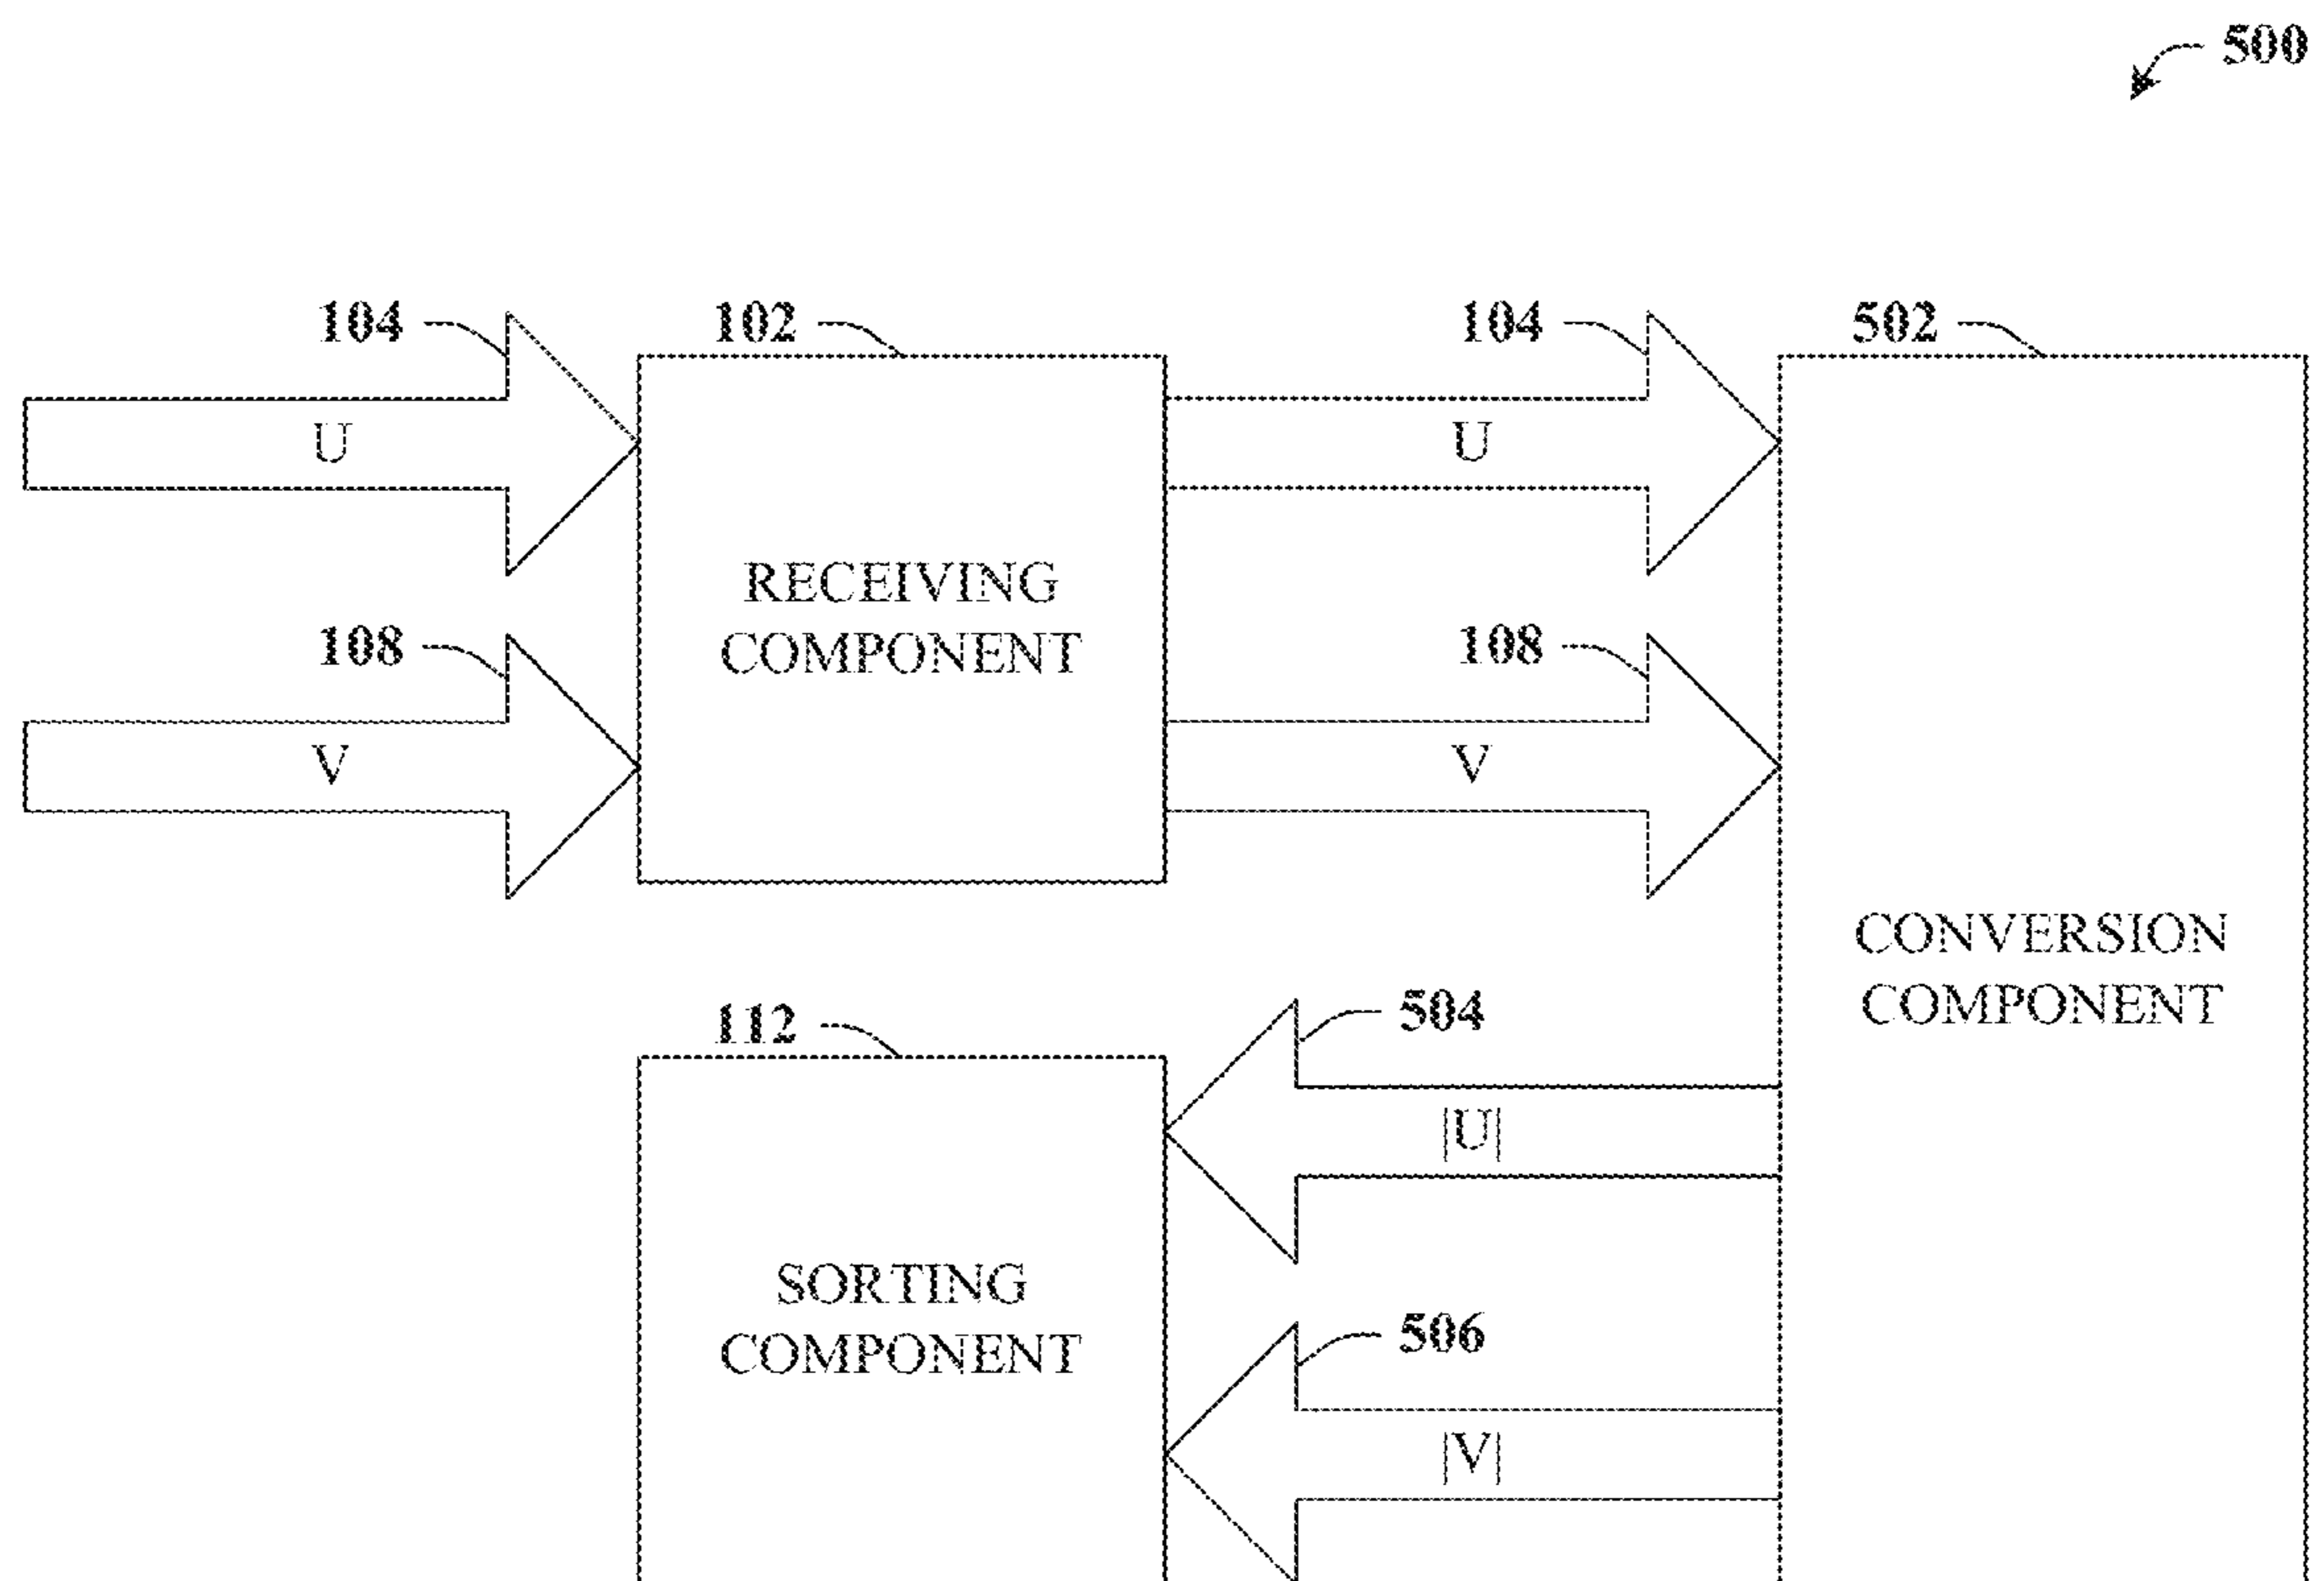 500
104
102
104
502
U
U
RECEIVING
COMPONENT
108
108
V
V
CONVERSION
COMPONENT
112
504
|U|
SORTING
COMPONENT
506
|V|